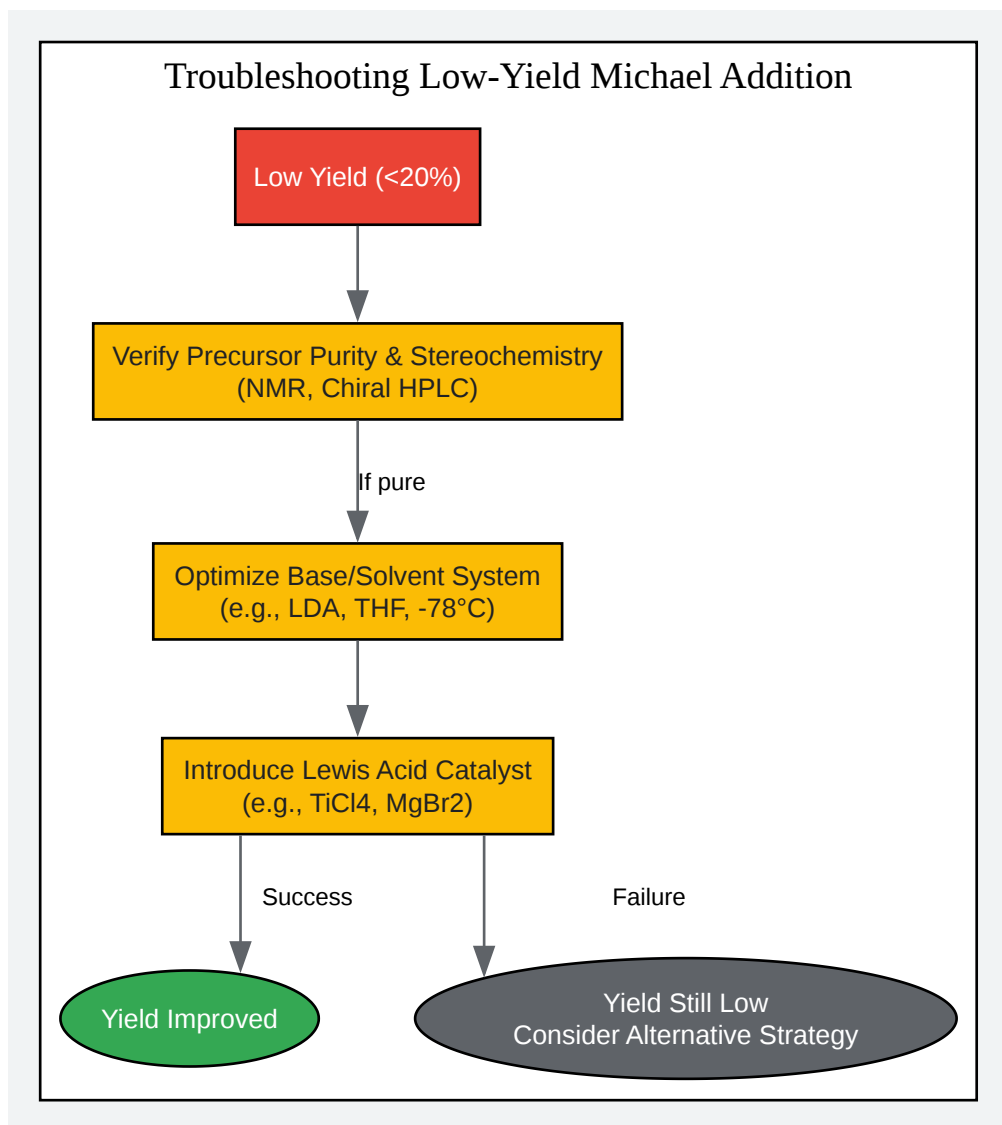 Troubleshooting Low-Yield Michael Addition
Low Yield (<20%)
Verify Precursor Purity & Stereochemistry
(NMR, Chiral HPLC)
If pure
Optimize Base/Solvent System
(e.g., LDA, THF, -78°C)
Introduce Lewis Acid Catalyst
(e.g., TiCl4, MgBr2)
Success
Failure
Yield Improved
Yield Still Low
Consider Alternative Strategy